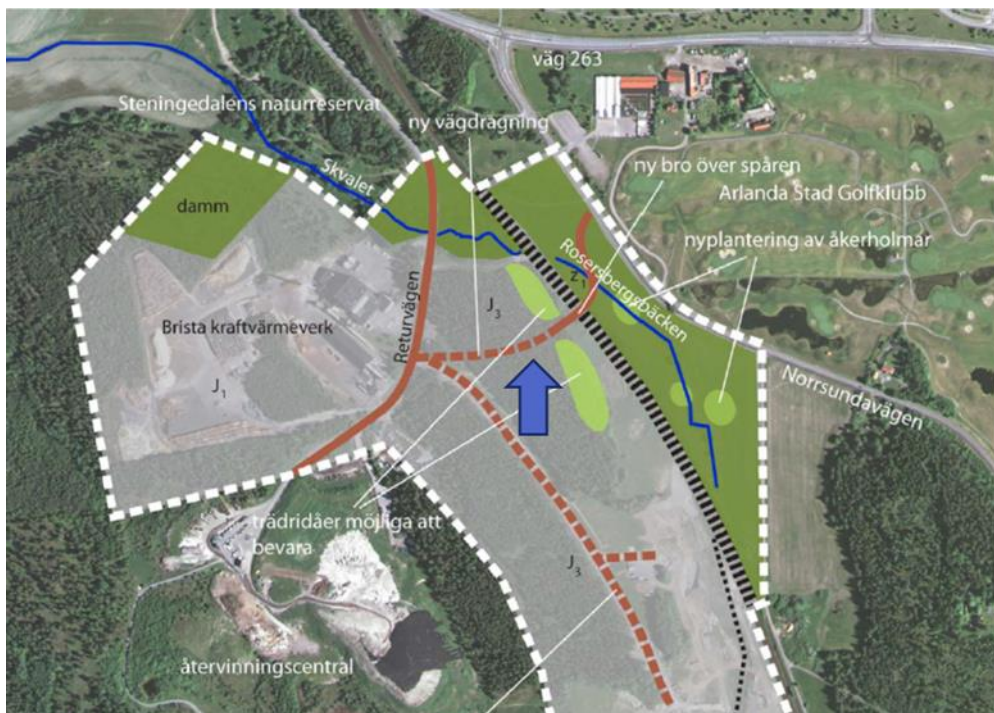 väg 263
Steningedalens naturreservat
ny vägdragning
Skvalet
ny bro över spåren
Arlanda Stad Golfklubb
damm
nyplantering av åkerholmar
Rosersbergsbäcken
z₁
J₃
Brista kraftvärmeverk
Returvägen
J₁
Norrsundavägen
trädridåer möjliga att
bevara
J₃
återvinningscentral